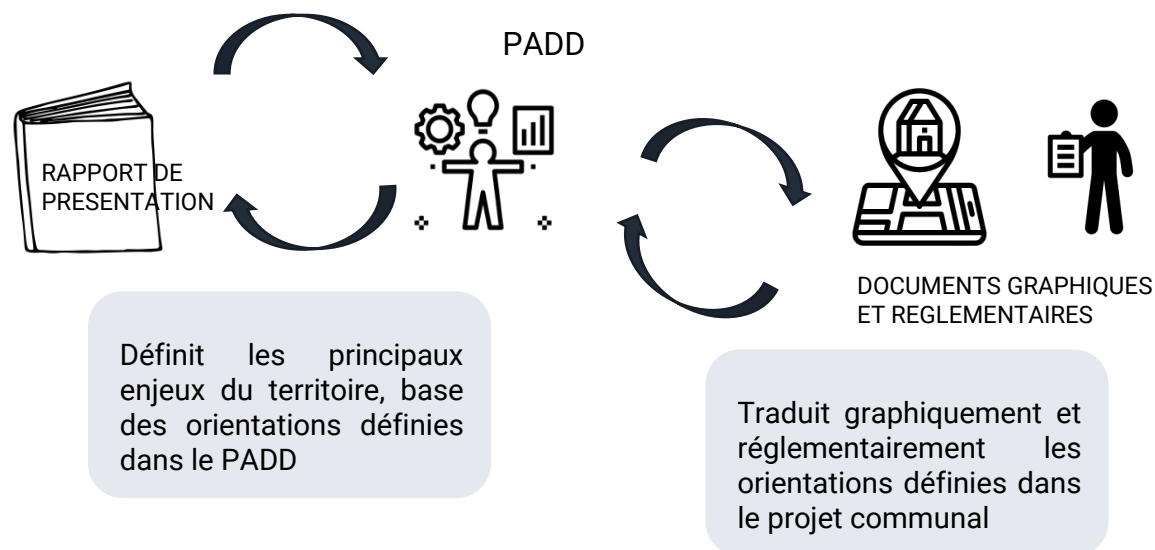 PADD
RAPPORT DE
PRESENTATION
DOCUMENTS GRAPHIQUES
ET REGLEMENTAIRES
Définit les principaux
enjeux du territoire, base
des orientations définies
dans le PADD
Traduit graphiquement et
réglementairement les
orientations définies dans
le projet communal